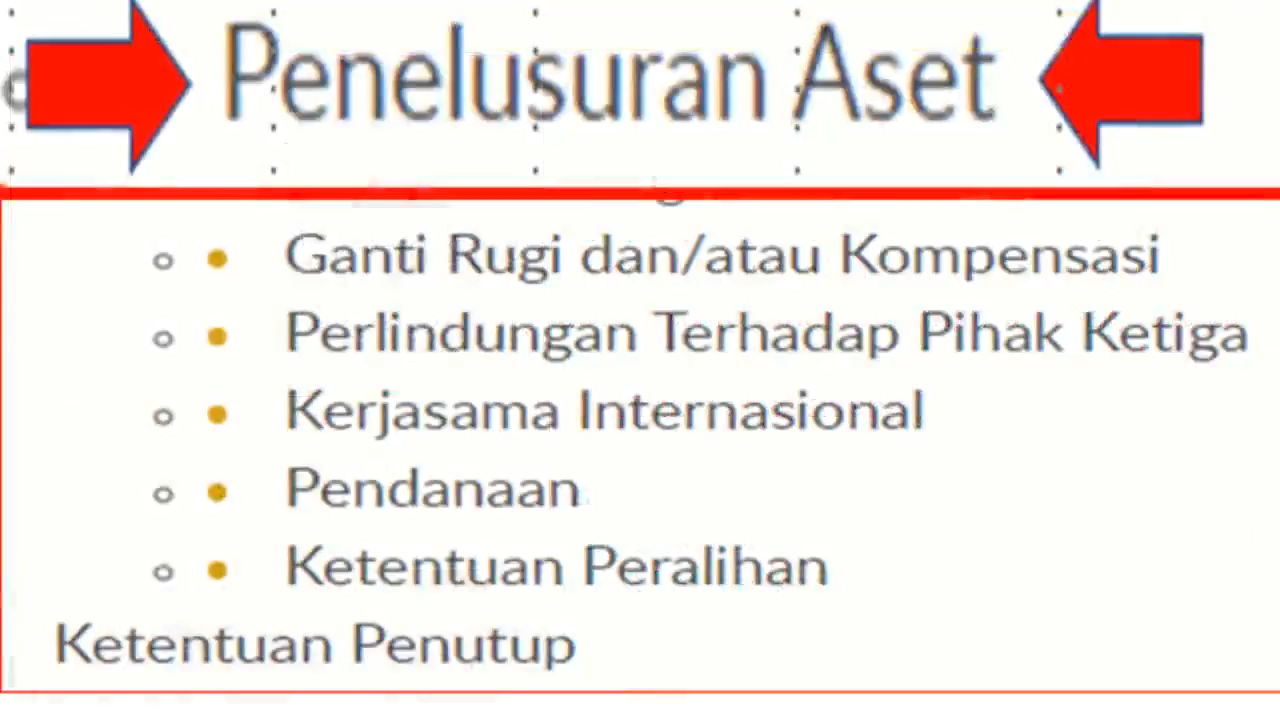 Penelusuran Aset
Ganti Rugi dan/atau Kompensasi
Perlindungan Terhadap Pihak Ketiga
Kerjasama Internasional
Pendanaan
Ketentuan Peralihan
Ketentuan Penutup